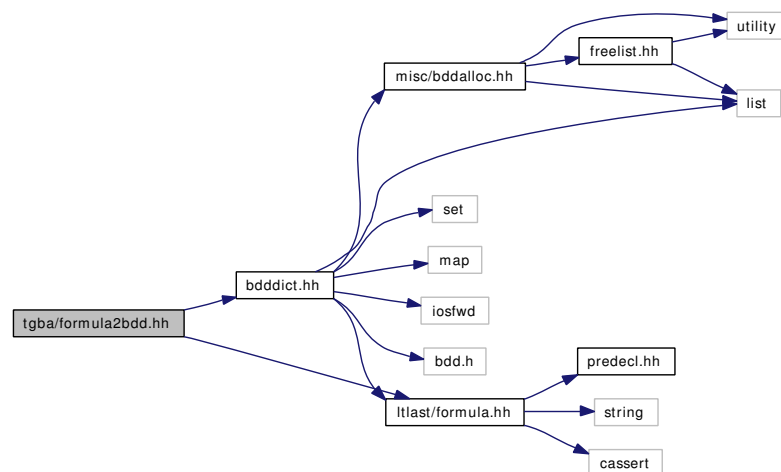 utility
freelist.hh
misc/bddalloc.hh
list
set
map
bdddict.hh
iosfwd
tgba/formula2bdd.hh
bdd.h
predecl.hh
ltlast/formula.hh
string
cassert